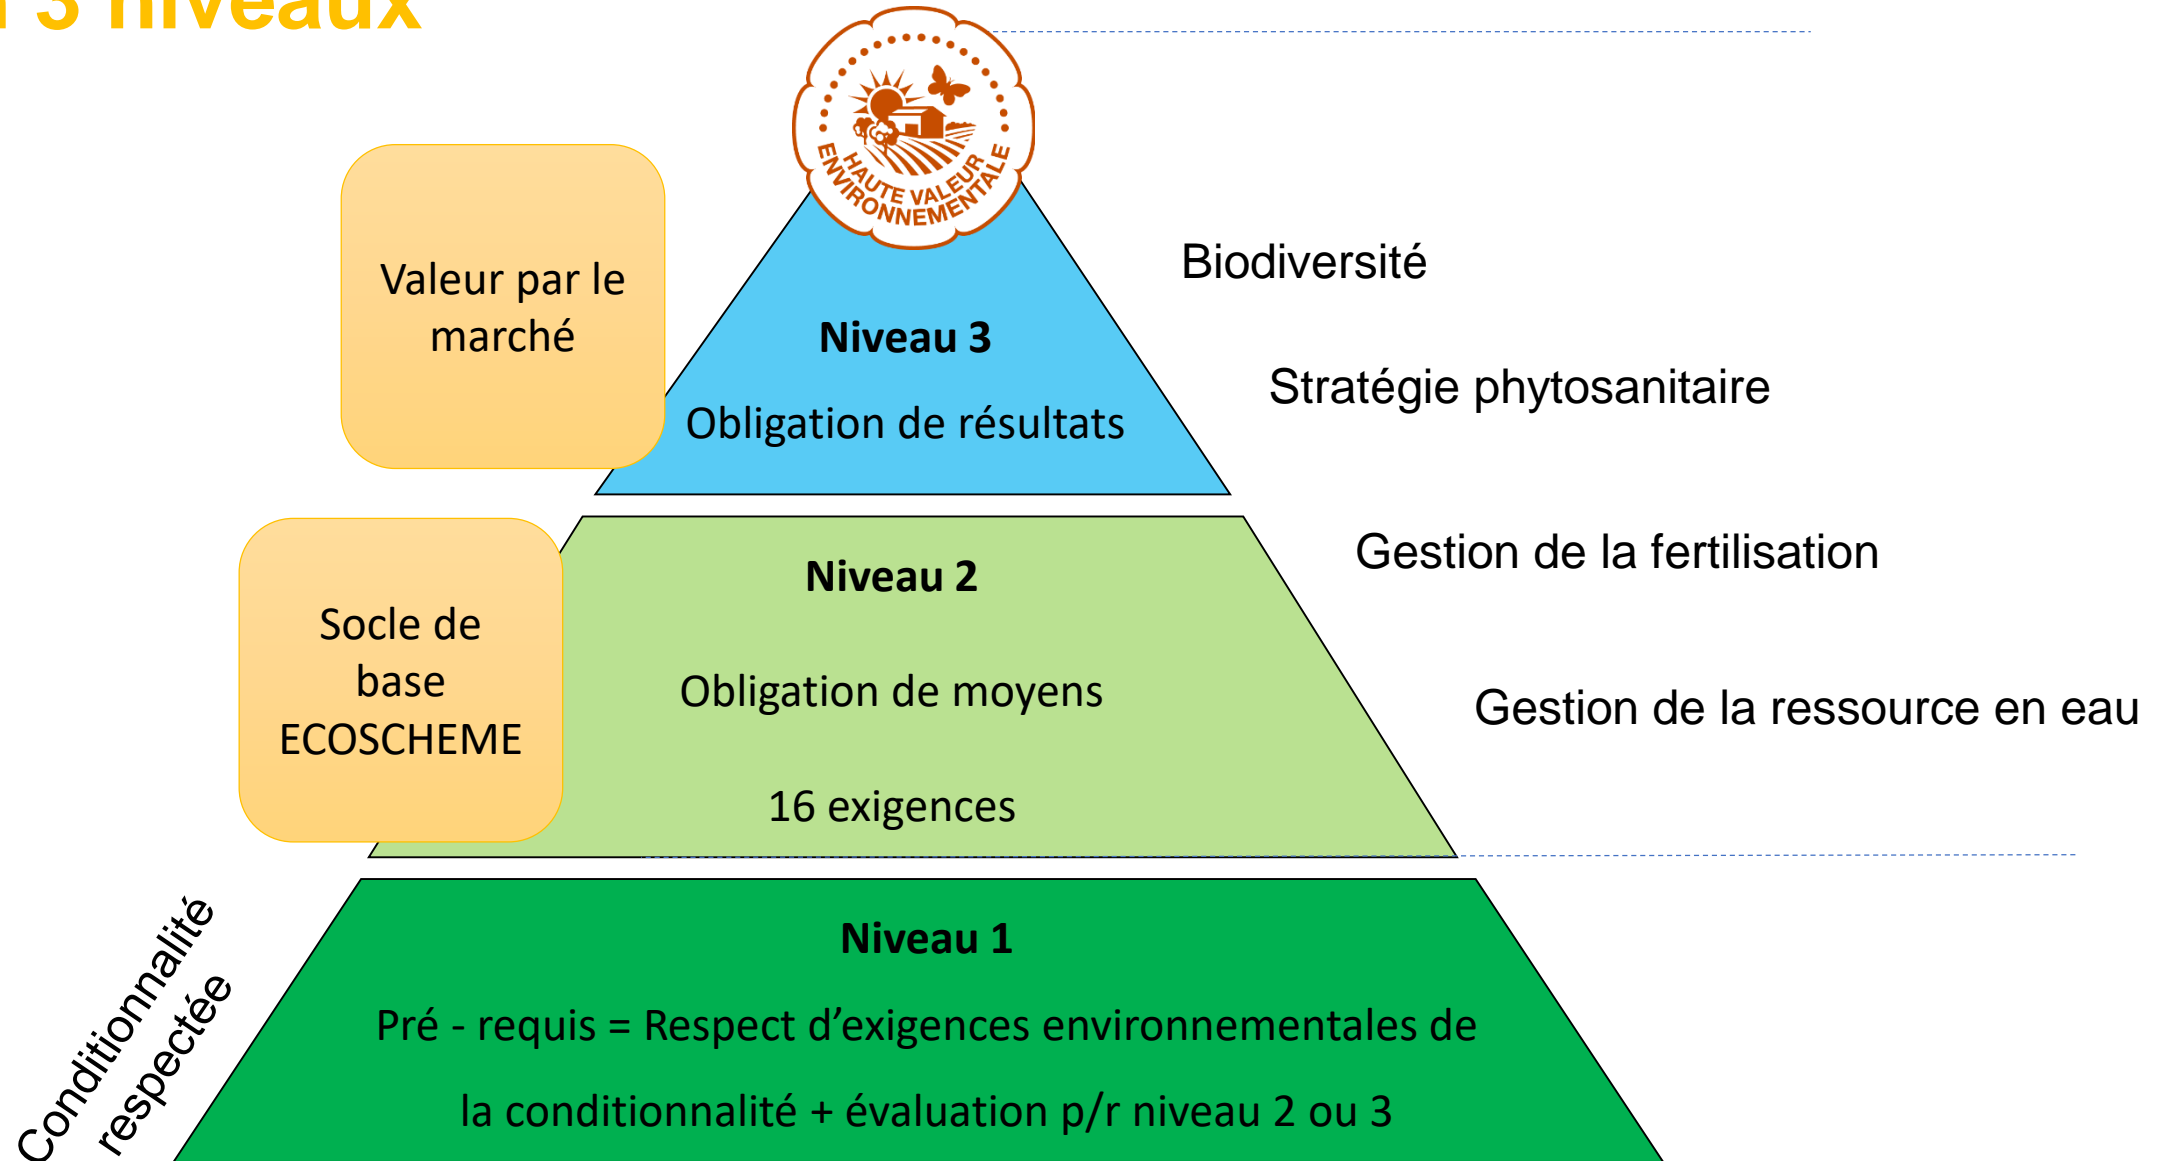 3 niveaux
HAUTE VALEUR
ENVIRONNEMENTALE
Valeur par le
marché
Niveau 3
Obligation de résultats
Biodiversité
Stratégie phytosanitaire
Gestion de la fertilisation
Gestion de la ressource en eau
Socle de
base
ECOSCHEME
Niveau 2
Obligation de moyens
16 exigences
Conditionnalité
respectée
Niveau 1
Pré - requis = Respect d’exigences environnementales de
la conditionnalité + évaluation p/r niveau 2 ou 3